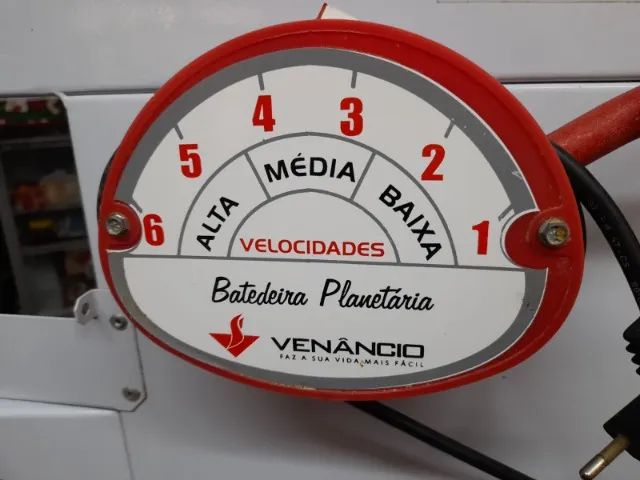 6 5 4 3 2 1
ALTA MÉDIA BAIXA
VELOCIDADES
Batedeira Planetária
VENÂNCIO
FAZ A SUA VIDA MAIS FÁCIL